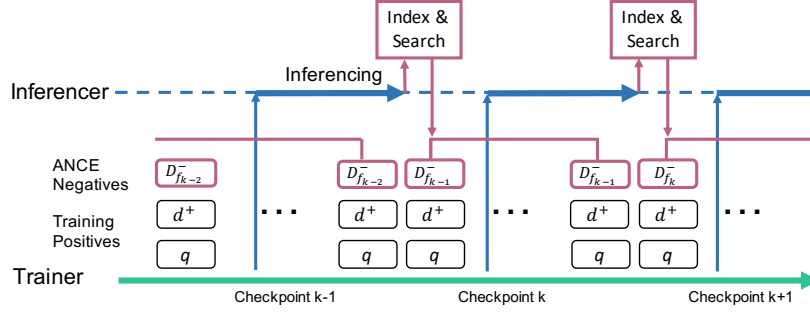 Index &
Search
Index &
Search
Inferencing
Inferencer
ANCE
Negatives
D⁻_{f_{k-2}}
D⁻_{f_{k-2}}
D⁻_{f_{k-1}}
D⁻_{f_{k-1}}
D⁻_{f_k}
Training
Positives
d⁺ ... d⁺ d⁺ ... d⁺ d⁺ ...
q q q q q
Trainer
Checkpoint k-1
Checkpoint k
Checkpoint k+1